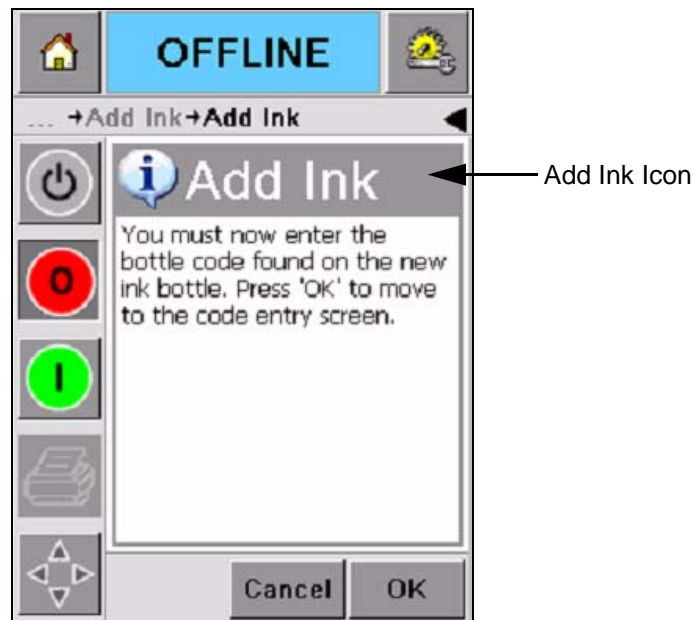 OFFLINE
... →Add Ink→Add Ink
Add Ink
Add Ink Icon
You must now enter the
bottle code found on the new
ink bottle. Press 'OK' to move
to the code entry screen.
O
I
Cancel
OK